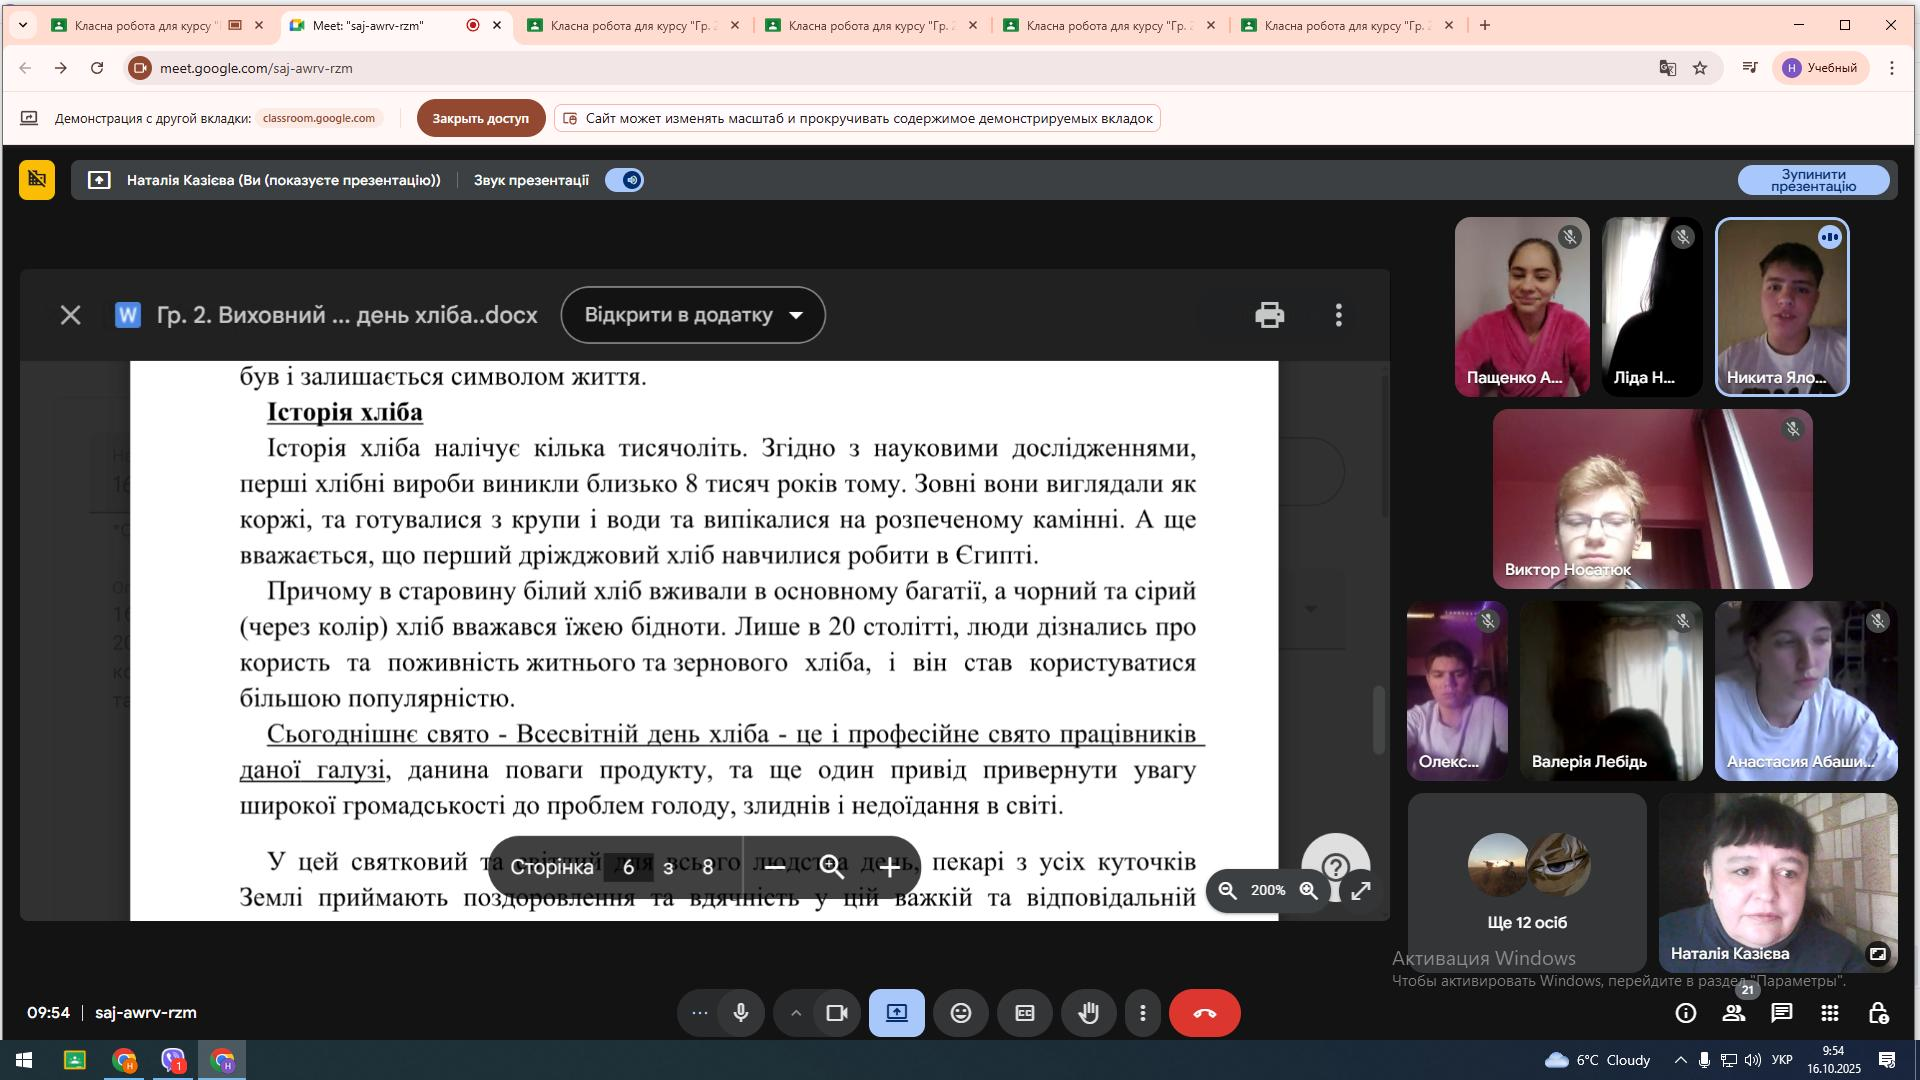 Класна робота для курсу "
Meet: "saj-awrv-rzm"
Класна робота для курсу "Гр. 2
Класна робота для курсу "Гр. 2
Класна робота для курсу "Гр. 2
Класна робота для курсу "Гр. 2
meet.google.com/saj-awrv-rzm
Н Учебный
Демонстрация с другой вкладки: classroom.google.com
Закрыть доступ
Сайт может изменять масштаб и прокручивать содержимое демонстрируемых вкладок
Наталія Казієва (Ви (показуєте презентацію))
Звук презентації
Зупинити
презентацію
W Гр. 2. Виховний ... день хліба..docx
Відкрити в додатку
був і залишається символом життя.
Історія хліба
Історія хліба налічує кілька тисячоліть. Згідно з науковими дослідженнями,
перші хлібні вироби виникли близько 8 тисяч років тому. Зовні вони виглядали як
коржі, та готувалися з крупи і води та випікалися на розпеченому камінні. А ще
вважається, що перший дріжджовий хліб навчилися робити в Єгипті.
Причому в старовину білий хліб вживали в основному багатії, а чорний та сірий
(через колір) хліб вважався їжею бідноти. Лише в 20 столітті, люди дізнались про
користь та поживність житнього та зернового хліба, і він став користуватися
більшою популярністю.
Сьогоднішнє свято - Всесвітній день хліба - це і професійне свято працівників
даної галузі, данина поваги продукту, та ще один привід привернути увагу
широкої громадськості до проблем голоду, злиднів і недоїдання в світі.
У цей святковий та світлий для всього людства день, пекарі з усіх куточків
Землі приймають поздоровлення та вдячність у цій важкій та відповідальній
Сторінка 6 з 8
200%
Пащенко А...
Ліда Н...
Никита Яло...
Виктор Носатюк
Олекс...
Валерія Лебідь
Анастасия Абаши...
Ще 12 осіб
Наталія Казієва
Активация Windows
Чтобы активировать Windows, перейдите в раздел "Параметры".
09:54
saj-awrv-rzm
21
1
6°C Cloudy
УКР
9:54
16.10.2025